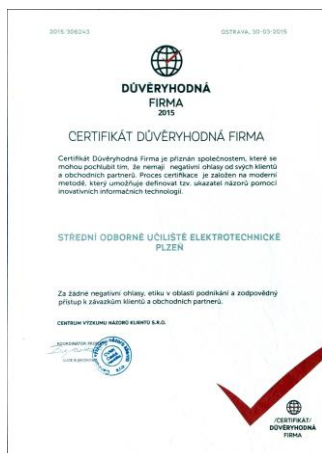 2015/306243
OSTRAVA, 30-03-2015
DŮVĚRYHODNÁ
FIRMA
2015
CERTIFIKÁT DŮVĚRYHODNÁ FIRMA
Certifikát Důvěryhodná Firma je přiznán společnostem, které se
mohou pochlubit tím, že nemají negativní ohlasy od svých klientů
a obchodních partnerů. Proces certifikace je založen na moderní
metodě, který umožňuje definovat tzv. ukazatel názorů pomocí
inovativních informačních technologií.
STŘEDNÍ ODBORNÉ UČILIŠTĚ ELEKTROTECHNICKÉ
PLZEŇ
Za žádné negativní ohlasy, etiku v oblasti podnikání a zodpovědný
přístup k závazkům klientů a obchodních partnerů.
CENTRUM VÝZKUMU NÁZORŮ KLIENTŮ S.R.O.
KOORDINÁTOR
/CERTIFIKÁT/
DŮVĚRYHODNÁ
FIRMA